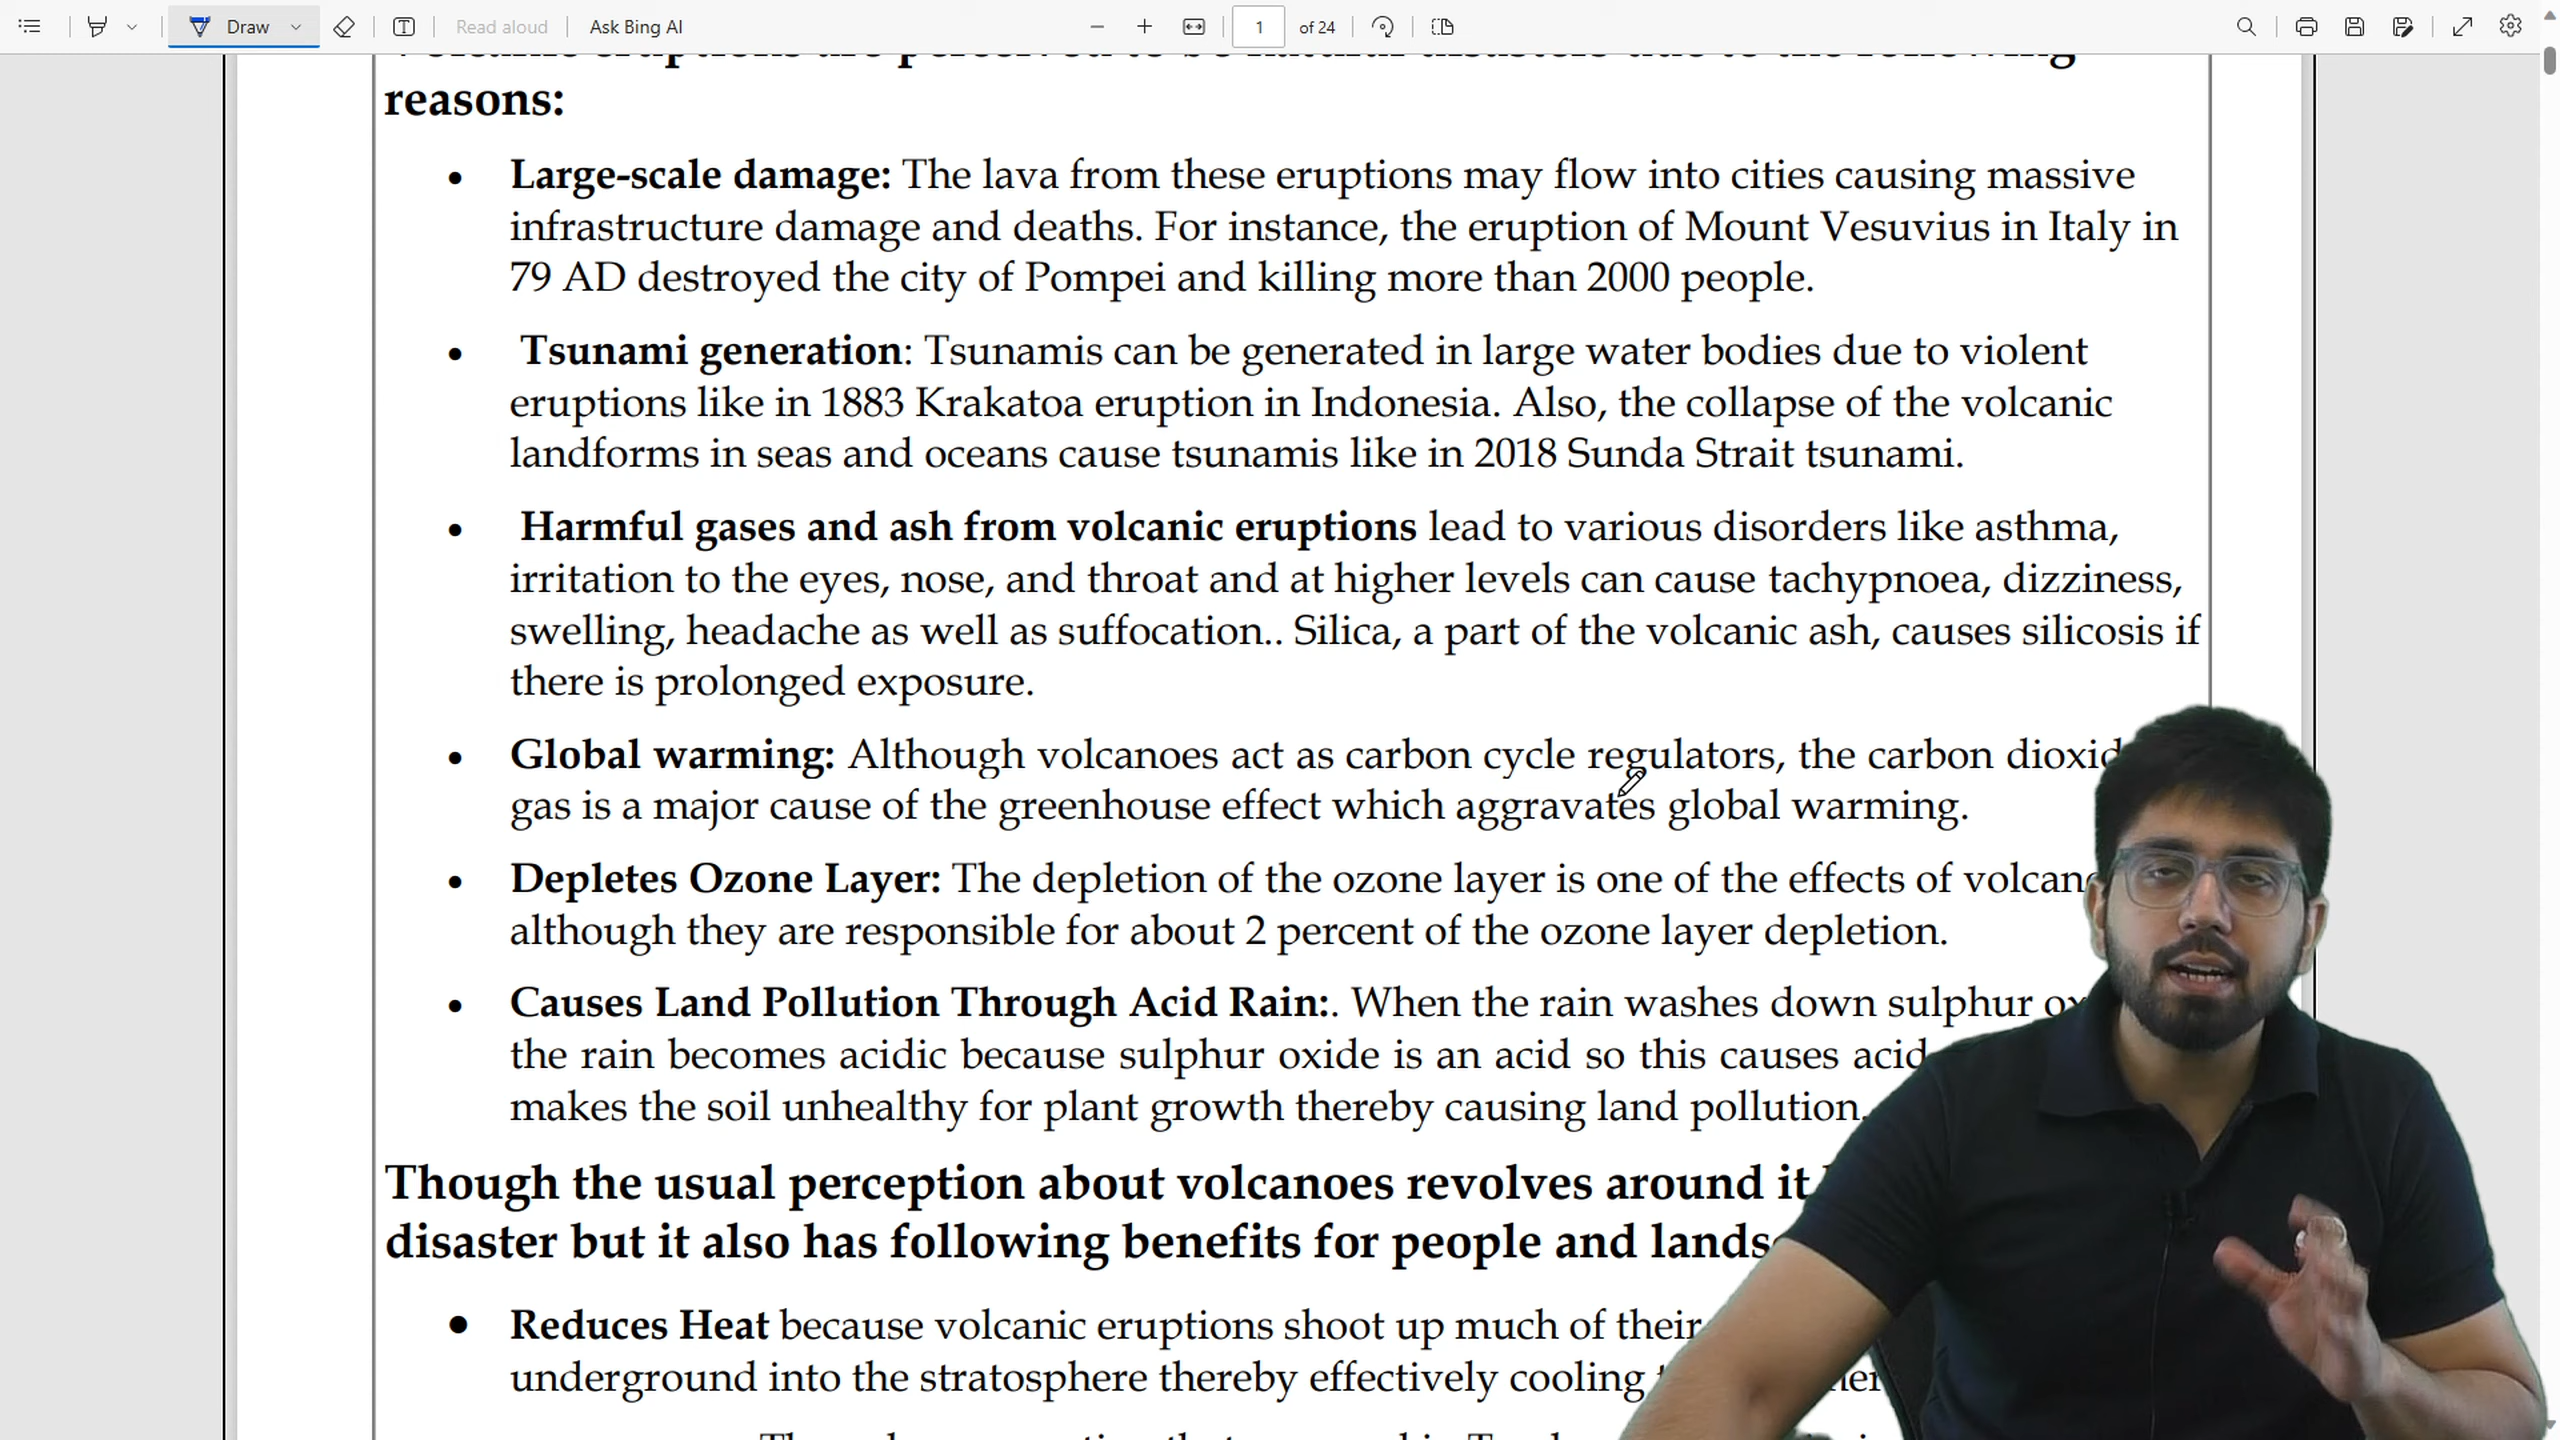 Draw
Read aloud
Ask Bing AI
1
of 24
Volcanic eruptions are perceived to be natural disasters due to the following
reasons:
• Large-scale damage: The lava from these eruptions may flow into cities causing massive
infrastructure damage and deaths. For instance, the eruption of Mount Vesuvius in Italy in
79 AD destroyed the city of Pompei and killing more than 2000 people.
• Tsunami generation: Tsunamis can be generated in large water bodies due to violent
eruptions like in 1883 Krakatoa eruption in Indonesia. Also, the collapse of the volcanic
landforms in seas and oceans cause tsunamis like in 2018 Sunda Strait tsunami.
• Harmful gases and ash from volcanic eruptions lead to various disorders like asthma,
irritation to the eyes, nose, and throat and at higher levels can cause tachypnoea, dizziness,
swelling, headache as well as suffocation.. Silica, a part of the volcanic ash, causes silicosis if
there is prolonged exposure.
• Global warming: Although volcanoes act as carbon cycle regulators, the carbon
gas is a major cause of the greenhouse effect which aggravates global warming.
• Depletes Ozone Layer: The depletion of the ozone layer is one of the effects of
although they are responsible for about 2 percent of the ozone layer depletion.
• Causes Land Pollution Through Acid Rain:. When the rain washes down sulphur
the rain becomes acidic because sulphur oxide is an acid so this causes acid
makes the soil unhealthy for plant growth thereby causing land pollution.
Though the usual perception about volcanoes revolves around it
disaster but it also has following benefits for people and
• Reduces Heat because volcanic eruptions shoot up much of their
underground into the stratosphere thereby effectively cooling